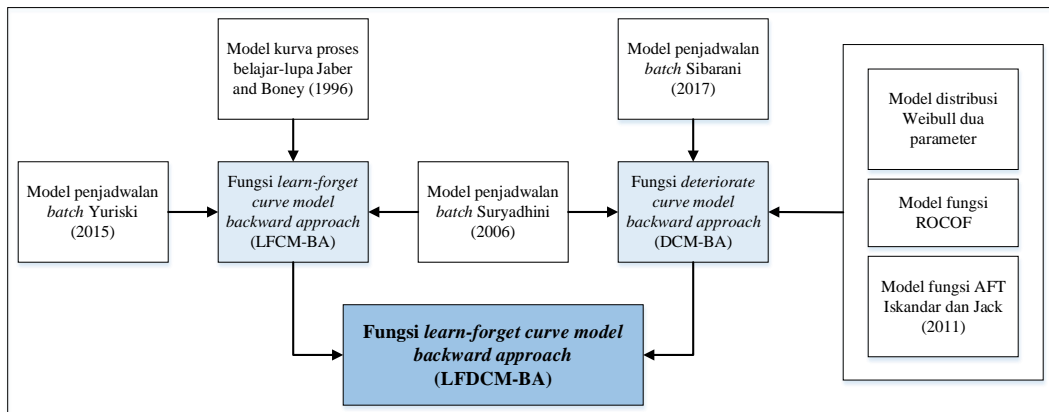 Model kurva proses
belajar-lupa Jaber
and Boney (1996)
Model penjadwalan
batch Sibarani
(2017)
Model distribusi
Weibull dua
parameter
Model penjadwalan
batch Yuriski
(2015)
Fungsi learn-forget
curve model
backward approach
(LFCM-BA)
Model penjadwalan
batch Suryadhini
(2006)
Fungsi deteriorate
curve model
backward approach
(DCM-BA)
Model fungsi
ROCOF
Model fungsi AFT
Iskandar dan Jack
(2011)
Fungsi learn-forget curve model
backward approach
(LFDCM-BA)